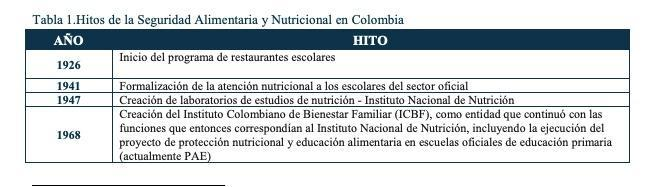 Tabla 1.Hitos de la Seguridad Alimentaria y Nutricional en Colombia
AÑO HITO
1926 Inicio del programa de restaurantes escolares
1941 Formalización de la atención nutricional a los escolares del sector oficial
1947 Creación de laboratorios de estudios de nutrición - Instituto Nacional de Nutrición
1968 Creación del Instituto Colombiano de Bienestar Familiar (ICBF), como entidad que continuó con las
funciones que entonces correspondían al Instituto Nacional de Nutrición, incluyendo la ejecución del
proyecto de protección nutricional y educación alimentaria en escuelas oficiales de educación primaria
(actualmente PAE)